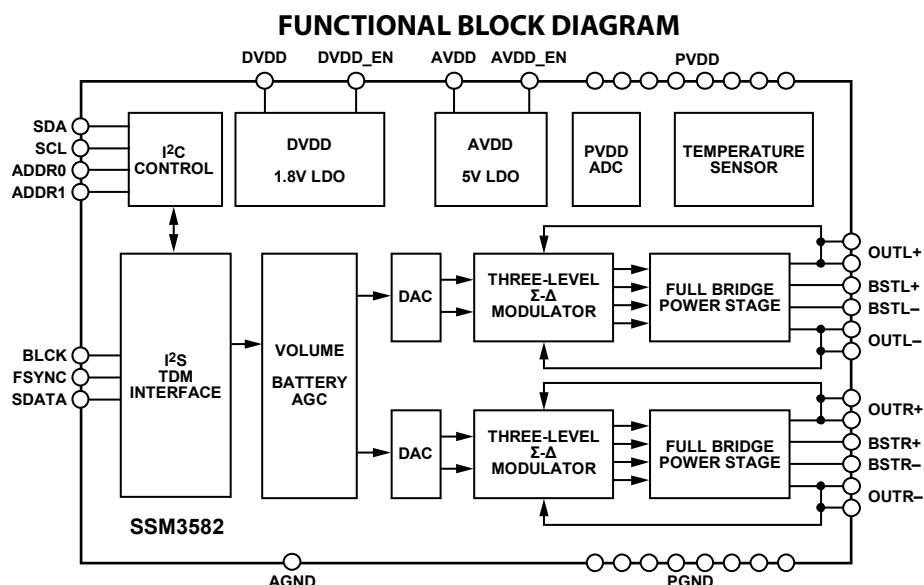 FUNCTIONAL BLOCK DIAGRAM
DVDD
DVDD_EN
AVDD
AVDD_EN
PVDD
SDA
SCL
ADDR0
ADDR1
I2C
CONTROL
DVDD
1.8V LDO
AVDD
5V LDO
PVDD
ADC
TEMPERATURE
SENSOR
BLCK
FSYNC
SDATA
I2S
TDM
INTERFACE
VOLUME
BATTERY
AGC
DAC
THREE-LEVEL
Σ-Δ
MODULATOR
FULL BRIDGE
POWER STAGE
OUTL+
BSTL+
BSTL–
OUTL–
DAC
THREE-LEVEL
Σ-Δ
MODULATOR
FULL BRIDGE
POWER STAGE
OUTR+
BSTR+
BSTR–
OUTR–
SSM3582
AGND
PGND